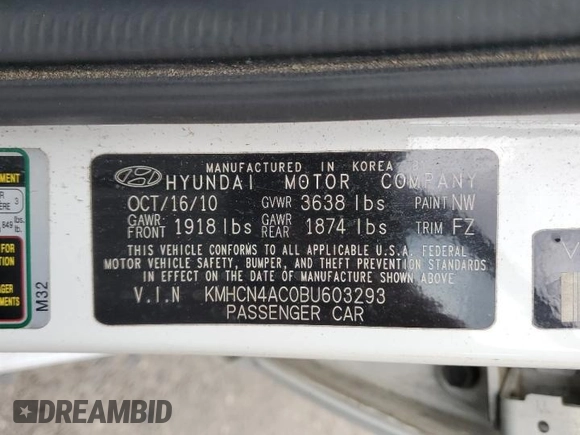 MANUFACTURED IN KOREA
HYUNDAI MOTOR COMPANY
OCT/16/10 GVWR 3638 lbs PAINT NW
GAWR FRONT 1918 lbs GAWR REAR 1874 lbs TRIM FZ
THIS VEHICLE CONFORMS TO ALL APPLICABLE U.S.A. FEDERAL
MOTOR VEHICLE SAFETY, BUMPER, AND THEFT PREVENTION STANDARDS
IN EFFECT ON THE DATE OF MANUFACTURE SHOWN ABOVE
V.I.N KMHCN4AC0BU603293
PASSENGER CAR
M32
DREAMBID